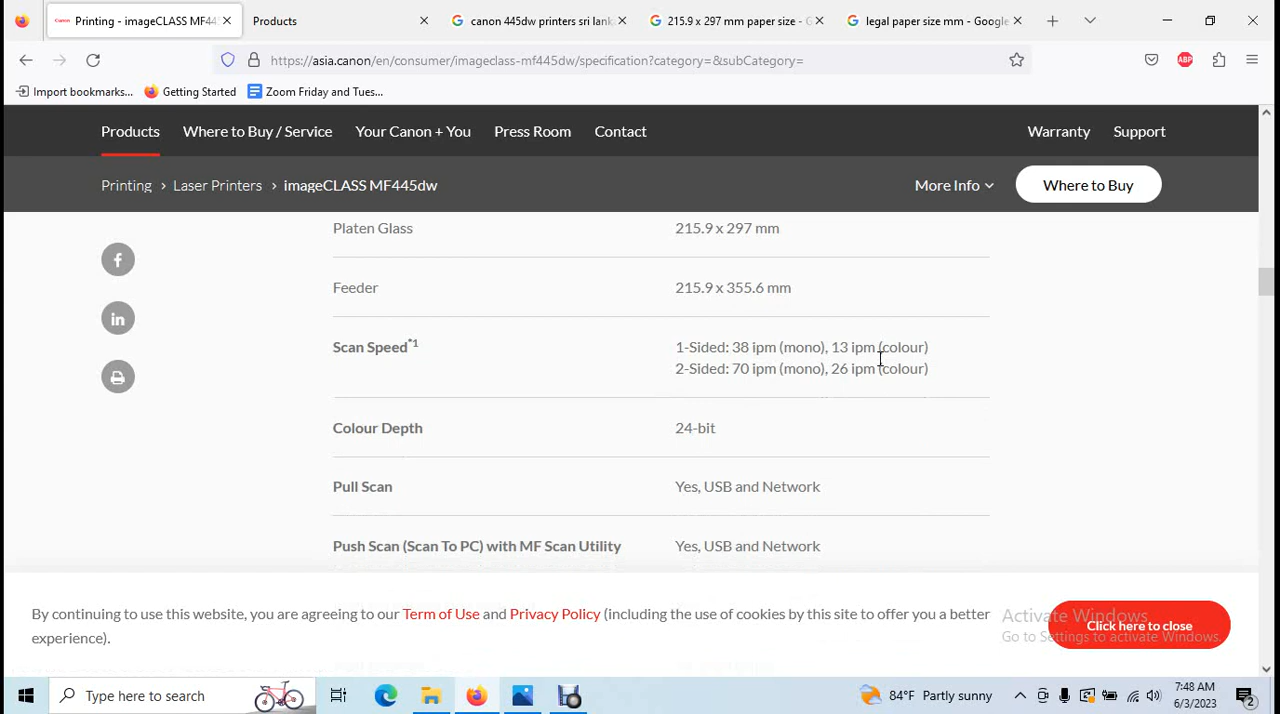 Canon
Printing - imageCLASS MF44
Products
canon 445dw printers sri lank
215.9 x 297 mm paper size - G
legal paper size mm - Google
https://asia.canon/en/consumer/imageclass-mf445dw/specification?category=&subCategory=
ABP
Import bookmarks...
Getting Started
Zoom Friday and Tues...
Products
Where to Buy / Service
Your Canon + You
Press Room
Contact
Warranty
Support
Printing › Laser Printers › imageCLASS MF445dw
More Info
Where to Buy
Platen Glass
215.9 x 297 mm
Feeder
215.9 x 355.6 mm
Scan Speed*1
1-Sided: 38 ipm (mono), 13 ipm (colour)
2-Sided: 70 ipm (mono), 26 ipm (colour)
Colour Depth
24-bit
Pull Scan
Yes, USB and Network
Push Scan (Scan To PC) with MF Scan Utility
Yes, USB and Network
By continuing to use this website, you are agreeing to our Term of Use and Privacy Policy (including the use of cookies by this site to offer you a better
experience).
Click here to close
Activate Windows
Go to Settings to activate Windows.
Type here to search
84°F Partly sunny
7:48 AM
6/3/2023
2